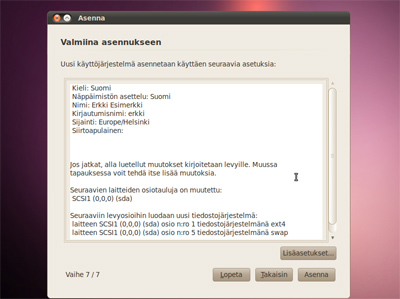 Asenna
Valmiina asennukseen
Uusi käyttöjärjestelmä asennetaan käyttäen seuraavia asetuksia:
Kieli: Suomi
Näppäimistön asettelu: Suomi
Nimi: Erkki Esimerkki
Kirjautumisnimi: erkki
Sijainti: Europe/Helsinki
Siirtoapulainen:
Jos jatkat, alla luetellut muutokset kirjoitetaan levyille. Muussa
tapauksessa voit tehdä itse lisää muutoksia.
Seuraavien laitteiden osiotauluja on muutettu:
SCSI1 (0,0,0) (sda)
Seuraaviin levyosioihin luodaan uusi tiedostojärjestelmä:
laitteen SCSI1 (0,0,0) (sda) osio n:ro 1 tiedostojärjestelmänä ext4
laitteen SCSI1 (0,0,0) (sda) osio n:ro 5 tiedostojärjestelmänä swap
Lisäasetukset...
Vaihe 7 / 7
Lopeta
Takaisin
Asenna